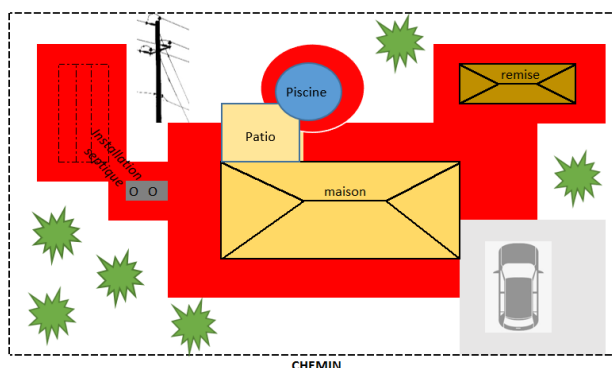 remise
Piscine
Patio
Installation
septique
O O
maison
CHEMIN